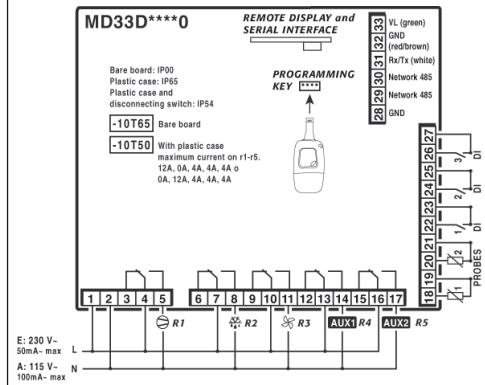 MD33D****0
REMOTE DISPLAY and
SERIAL INTERFACE
33 VL (green)
32 GND
(red/brown)
31 Rx/Tx (white)
30 Network 485
29 Network 485
28 GND
Bare board: IP00
Plastic case: IP65
Plastic case and
disconnecting switch: IP54
PROGRAMMING
KEY
-10T65 Bare board
-10T50 With plastic case
maximum current on r1-r5.
12A, 0A, 4A, 4A, 4A o
0A, 12A, 4A, 4A, 4A
27
26 3 DI
25
24 2 DI
23
22 1 DI
21
20 2
19
18 1
PROBES
1 2 3 4 5 6 7 8 9 10 11 12 13 14 15 16 17
R1 R2 R3 AUX1 R4 AUX2 R5
E: 230 V~
50mA~ max L
A: 115 V~ N
100mA~ max